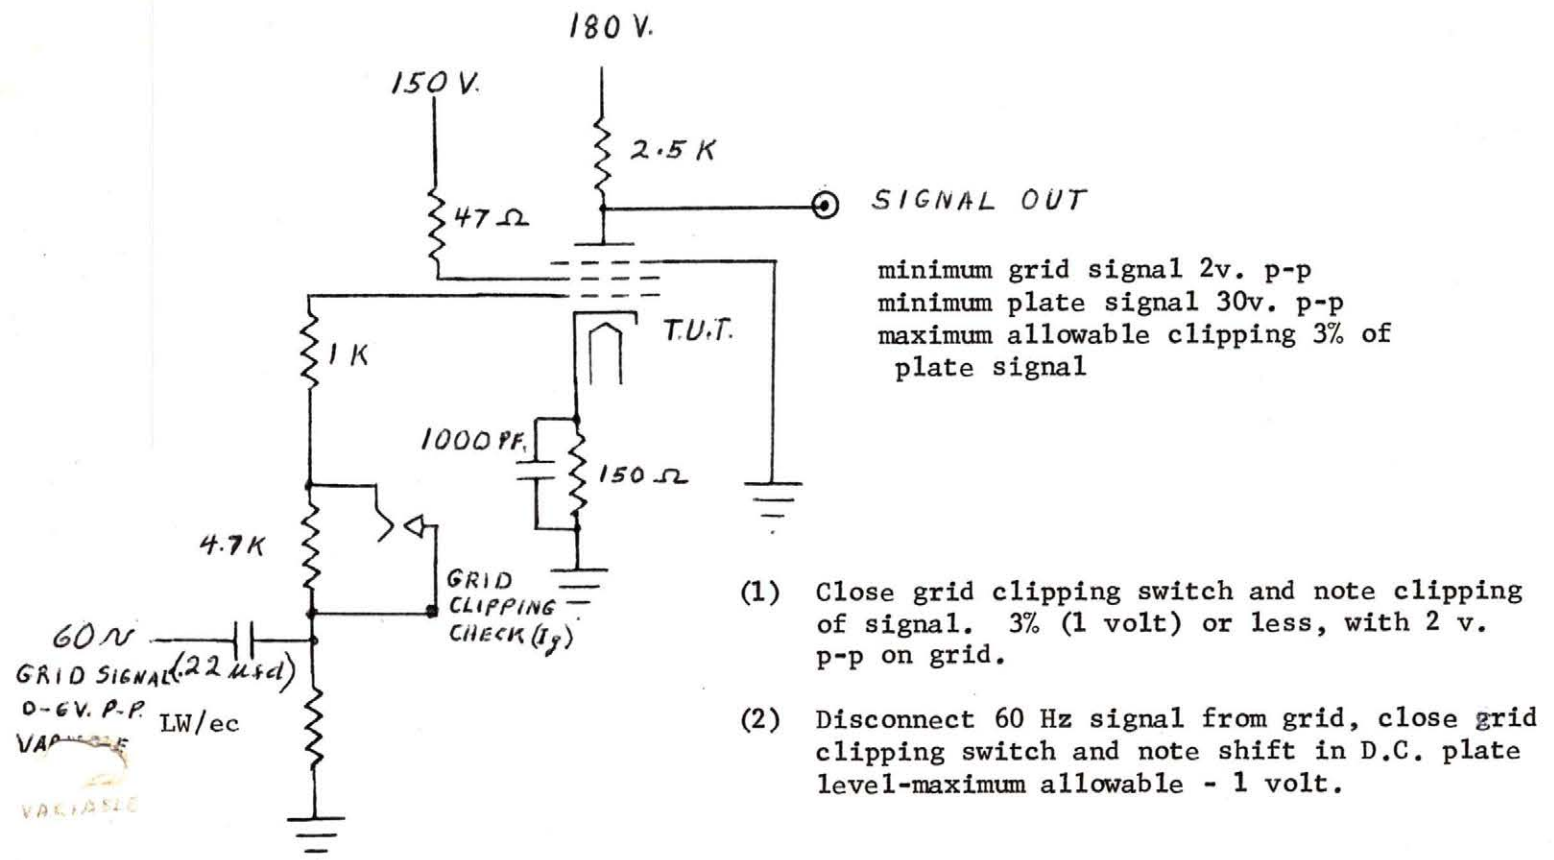 180 V.
150 V.
2.5 K
SIGNAL OUT
47 Ω
minimum grid signal 2v. p-p
minimum plate signal 30v. p-p
maximum allowable clipping 3% of
plate signal
T.U.T.
1 K
1000 PF.
150 Ω
4.7K
GRID
CLIPPING
CHECK (Ig)
60 ~
GRID SIGNAL (.22 μfd)
0-6V. P-P.
LW/ec
VARIABLE
(1) Close grid clipping switch and note clipping
of signal. 3% (1 volt) or less, with 2 v.
p-p on grid.
(2) Disconnect 60 Hz signal from grid, close grid
clipping switch and note shift in D.C. plate
level-maximum allowable - 1 volt.